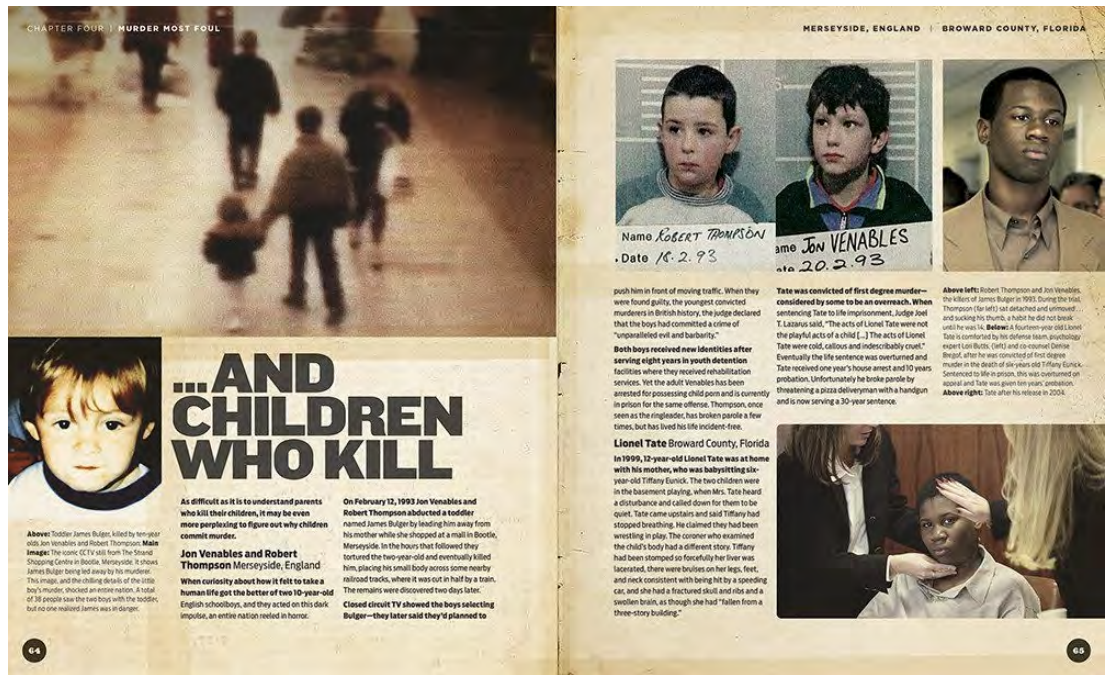 CHAPTER FOUR | MURDER MOST FOUL
...AND
CHILDREN
WHO KILL
Above: Toddler James Bulger, killed by ten-year
olds Jon Venables and Robert Thompson. Main
image: The iconic CCTV still from The Strand
Shopping Centre in Bootle, Merseyside. It shows
James Bulger being led away by his murderer.
This image, and the chilling details of the little
boy's murder, shocked an entire nation. A total
of 38 people saw the two boys with the toddler,
but no one realized James was in danger.
As difficult as it is to understand parents
who kill their children, it may be even
more perplexing to figure out why children
commit murder.
Jon Venables and Robert
Thompson Merseyside, England
When curiosity about how it felt to take a
human life got the better of two 10-year-old
English schoolboys, and they acted on this dark
impulse, an entire nation reeled in horror.
On February 12, 1993 Jon Venables and
Robert Thompson abducted a toddler
named James Bulger by leading him away from
his mother while she shopped at a mall in Bootle,
Merseyside. In the hours that followed they
tortured the two-year-old and eventually killed
him, placing his small body across some nearby
railroad tracks, where it was cut in half by a train.
The remains were discovered two days later.
Closed circuit TV showed the boys selecting
Bulger—they later said they'd planned to
64
MERSEYSIDE, ENGLAND | BROWARD COUNTY, FLORIDA
Name ROBERT THOMPSON
Date 18.2.93
ame JON VENABLES
ate 20.2.93
push him in front of moving traffic. When they
were found guilty, the youngest convicted
murderers in British history, the judge declared
that the boys had committed a crime of
"unparalleled evil and barbarity."
Both boys received new identities after
serving eight years in youth detention
facilities where they received rehabilitation
services. Yet the adult Venables has been
arrested for possessing child porn and is currently
in prison for the same offense. Thompson, once
seen as the ringleader, has broken parole a few
times, but has lived his life incident-free.
Lionel Tate Broward County, Florida
In 1999, 12-year-old Lionel Tate was at home
with his mother, who was babysitting six-
year-old Tiffany Eunick. The two children were
in the basement playing, when Mrs. Tate heard
a disturbance and called down for them to be
quiet. Tate came upstairs and said Tiffany had
stopped breathing. He claimed they had been
wrestling in play. The coroner who examined
the child's body had a different story. Tiffany
had been stomped so forcefully her liver was
lacerated, there were bruises on her legs, feet,
and neck consistent with being hit by a speeding
car, and she had a fractured skull and ribs and a
swollen brain, as though she had "fallen from a
three-story building."
Tate was convicted of first degree murder—
considered by some to be an overreach. When
sentencing Tate to life imprisonment, Judge Joel
T. Lazarus said, "The acts of Lionel Tate were not
the playful acts of a child [...] The acts of Lionel
Tate were cold, callous and indescribably cruel."
Eventually the life sentence was overturned and
Tate received one year's house arrest and 10 years
probation. Unfortunately he broke parole by
threatening a pizza deliveryman with a handgun
and is now serving a 30-year sentence.
Above left: Robert Thompson and Jon Venables,
the killers of James Bulger in 1993. During the trial,
Thompson (far left) sat detached and unmoved...
and sucking his thumb, a habit he did not break
until he was 14. Below: A fourteen-year old Lionel
Tate is comforted by his defense team, psychology
expert Lori Butts, (left) and co-counsel Denise
Bregof, after he was convicted of first degree
murder in the death of six-years old Tiffany Eunick.
Sentenced to life in prison, this was overturned on
appeal and Tate was given ten years' probation.
Above right: Tate after his release in 2004.
65